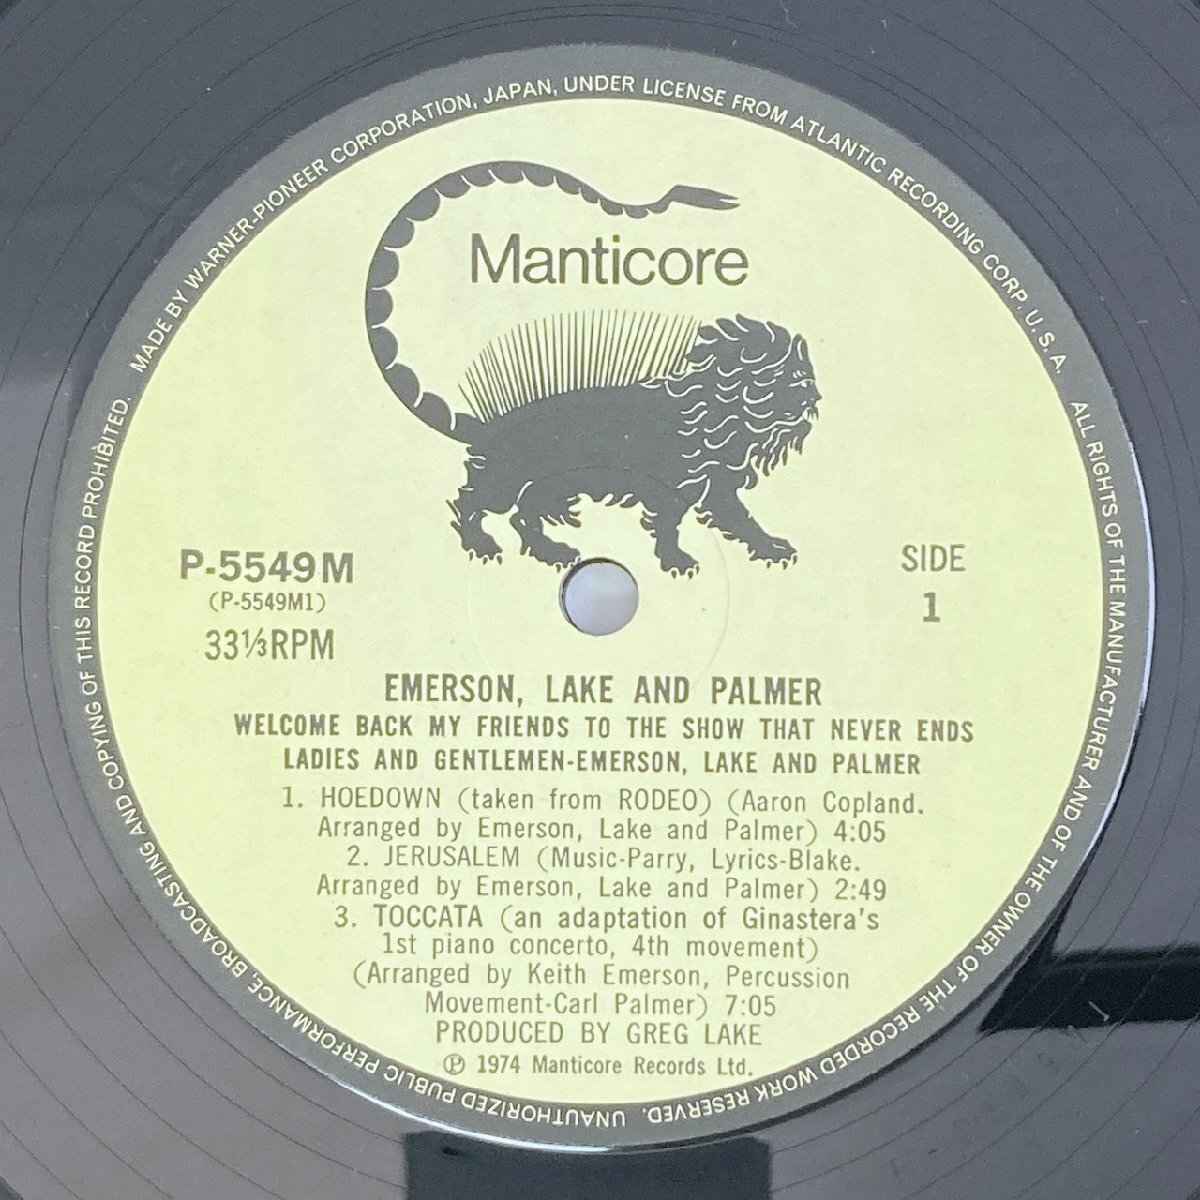 MADE BY WARNER-PIONEER CORPORATION, JAPAN, UNDER LICENSE FROM ATLANTIC RECORDING CORP. U.S.A. ALL RIGHTS OF THE MANUFACTURER AND OF THE OWNER OF THE RECORDED WORK RESERVED. UNAUTHORIZED PUBLIC PERFORMANCE, BROADCASTING AND COPYING OF THIS RECORD PROHIBITED.
Manticore
P-5549M
(P-5549M1)
33⅓RPM
SIDE
1
EMERSON, LAKE AND PALMER
WELCOME BACK MY FRIENDS TO THE SHOW THAT NEVER ENDS
LADIES AND GENTLEMEN-EMERSON, LAKE AND PALMER
1. HOEDOWN (taken from RODEO) (Aaron Copland.
Arranged by Emerson, Lake and Palmer) 4:05
2. JERUSALEM (Music-Parry, Lyrics-Blake.
Arranged by Emerson, Lake and Palmer) 2:49
3. TOCCATA (an adaptation of Ginastera's
1st piano concerto, 4th movement)
(Arranged by Keith Emerson, Percussion
Movement-Carl Palmer) 7:05
PRODUCED BY GREG LAKE
℗ 1974 Manticore Records Ltd.